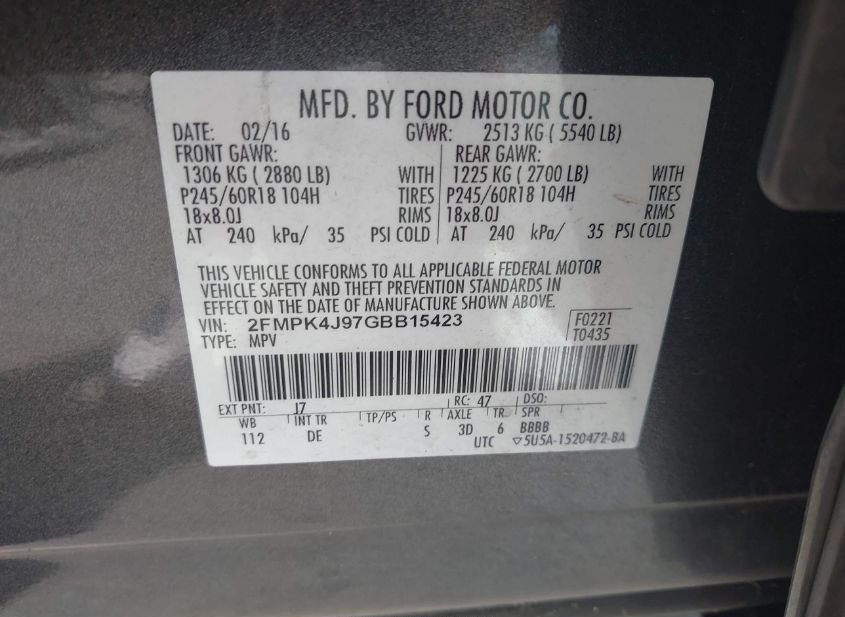 MFD. BY FORD MOTOR CO.
DATE: 02/16 GVWR: 2513 KG ( 5540 LB)
FRONT GAWR: REAR GAWR:
1306 KG ( 2880 LB) WITH 1225 KG ( 2700 LB) WITH
P245/60R18 104H TIRES P245/60R18 104H TIRES
18x8.0J RIMS 18x8.0J RIMS
AT 240 kPa/ 35 PSI COLD AT 240 kPa/ 35 PSI COLD
THIS VEHICLE CONFORMS TO ALL APPLICABLE FEDERAL MOTOR
VEHICLE SAFETY AND THEFT PREVENTION STANDARDS IN
EFFECT ON THE DATE OF MANUFACTURE SHOWN ABOVE.
VIN: 2FMPK4J97GBB15423 F0221
TYPE: MPV T0435
EXT PNT: J7 RC: 47 DSO:
WB INT TR TP/PS R AXLE TR SPR
112 DE S 3D 6 BBBB
UTC ▽5U5A-1520472-BA